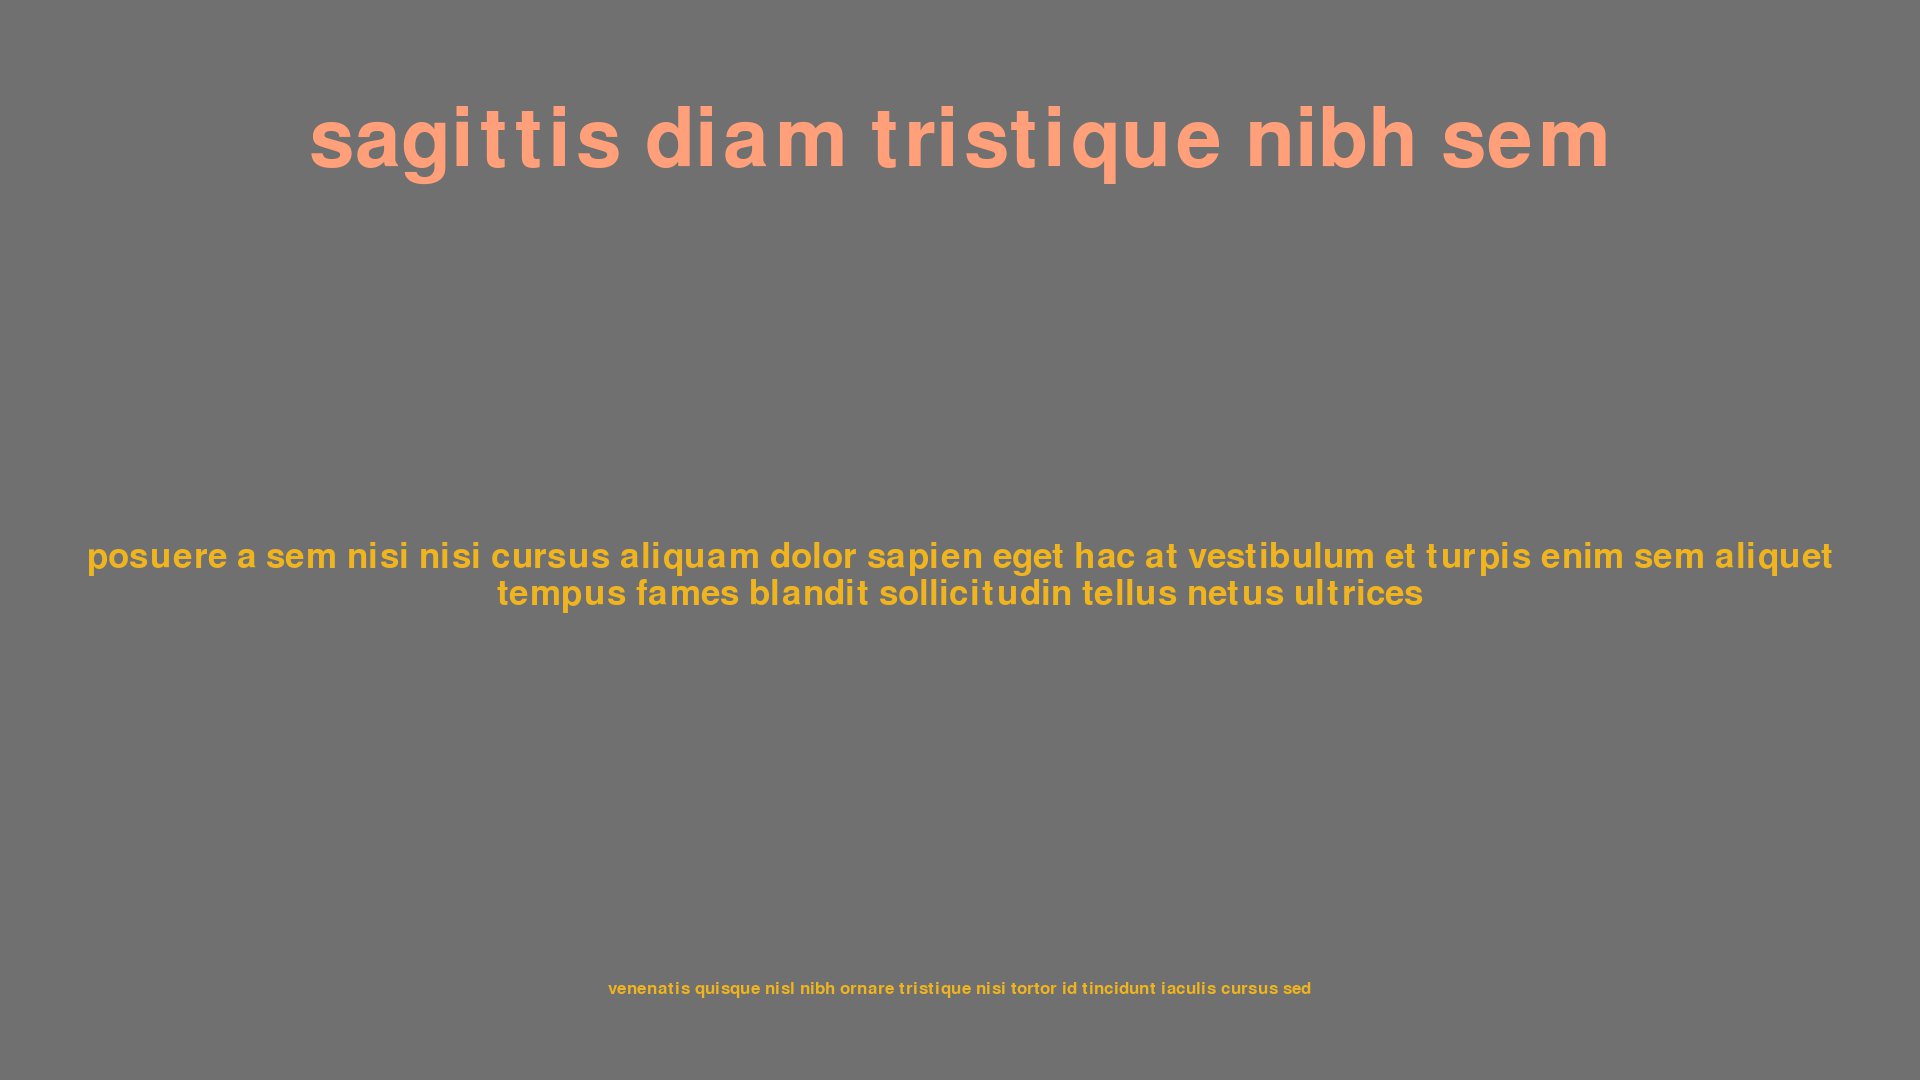 sagittis diam tristique nibh sem
posuere a sem nisi nisi cursus aliquam dolor sapien eget hac at vestibulum et turpis enim sem aliquet
tempus fames blandit sollicitudin tellus netus ultrices
venenatis quisque nisl nibh ornare tristique nisi tortor id tincidunt iaculis cursus sed